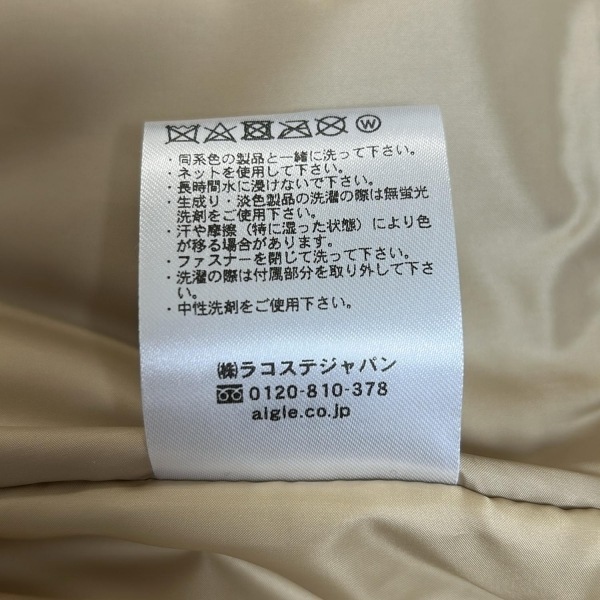 Ⓦ
・同系色の製品と一緒に洗って下さい。
・ネットを使用して下さい。
・長時間水に浸けないで下さい。
・生成り・淡色製品の洗濯の際は無蛍光
洗剤をご使用下さい。
・汗や摩擦（特に湿った状態）により色
が移る場合があります。
・ファスナーを閉じて洗って下さい。
・洗濯の際は付属部分を取り外して下さ
い。
・中性洗剤をご使用下さい。
㈱ラコステジャパン
0120-810-378
aigle.co.jp